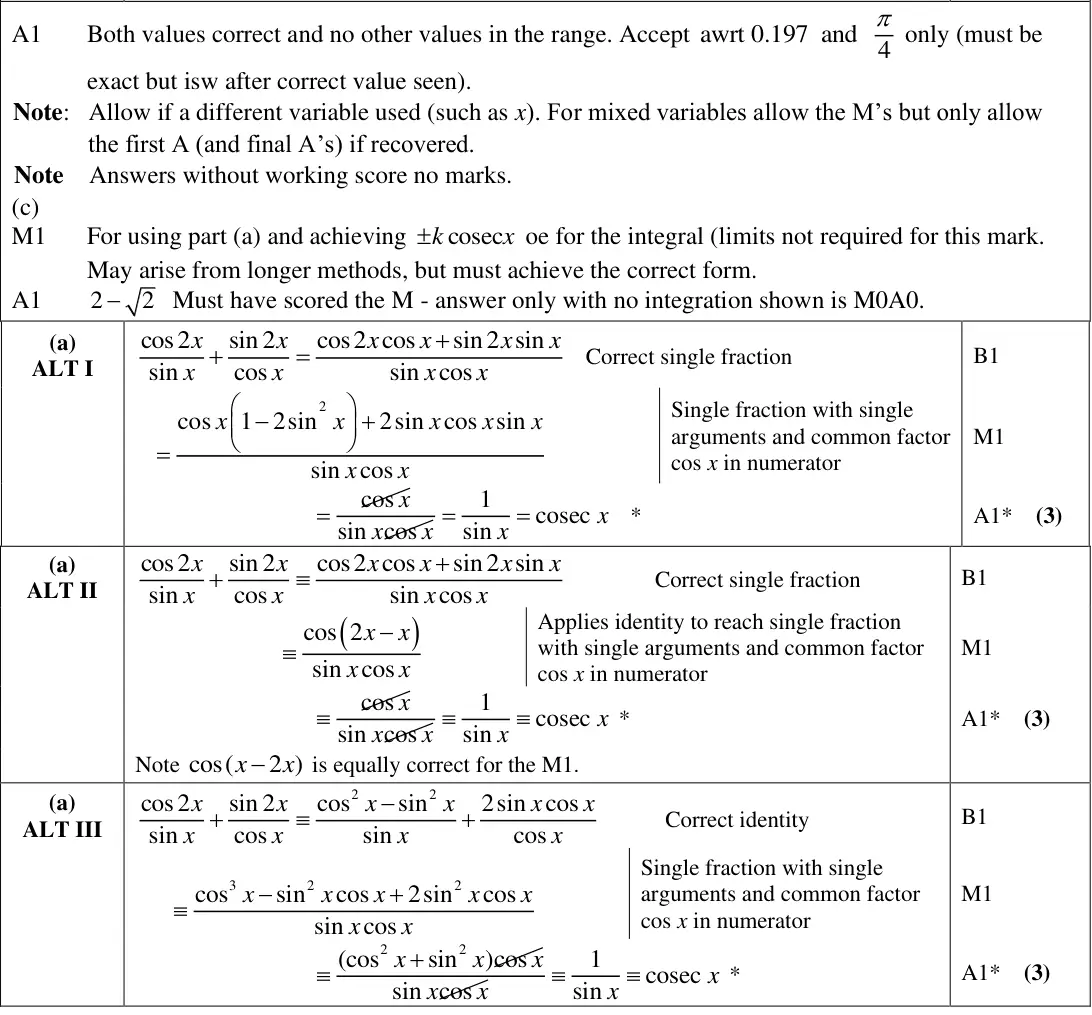 A1 Both values correct and no other values in the range. Accept awrt 0.197 and π/4 only (must be
exact but isw after correct value seen).
Note: Allow if a different variable used (such as x). For mixed variables allow the M’s but only allow
the first A (and final A’s) if recovered.
Note Answers without working score no marks.
(c)
M1 For using part (a) and achieving ±k cosecx oe for the integral (limits not required for this mark.
May arise from longer methods, but must achieve the correct form.
A1 2 − √2 Must have scored the M - answer only with no integration shown is M0A0.
(a)
ALT I
cos 2x/sin x + sin 2x/cos x = (cos 2x cos x + sin 2x sin x)/(sin x cos x) Correct single fraction B1
= (cos x(1 − 2sin² x) + 2sin x cos x sin x)/(sin x cos x)
Single fraction with single
arguments and common factor
cos x in numerator
M1
= cos x/(sin x cos x) = 1/sin x = cosec x * A1* (3)
(a)
ALT II
cos 2x/sin x + sin 2x/cos x ≡ (cos 2x cos x + sin 2x sin x)/(sin x cos x) Correct single fraction B1
≡ cos(2x − x)/(sin x cos x)
Applies identity to reach single fraction
with single arguments and common factor
cos x in numerator
M1
≡ cos x/(sin x cos x) ≡ 1/sin x ≡ cosec x * A1* (3)
Note cos(x − 2x) is equally correct for the M1.
(a)
ALT III
cos 2x/sin x + sin 2x/cos x ≡ (cos² x − sin² x)/sin x + (2sin x cos x)/cos x Correct identity B1
≡ (cos³ x − sin² x cos x + 2sin² x cos x)/(sin x cos x)
Single fraction with single
arguments and common factor
cos x in numerator
M1
≡ ((cos² x + sin² x)cos x)/(sin x cos x) ≡ 1/sin x ≡ cosec x * A1* (3)